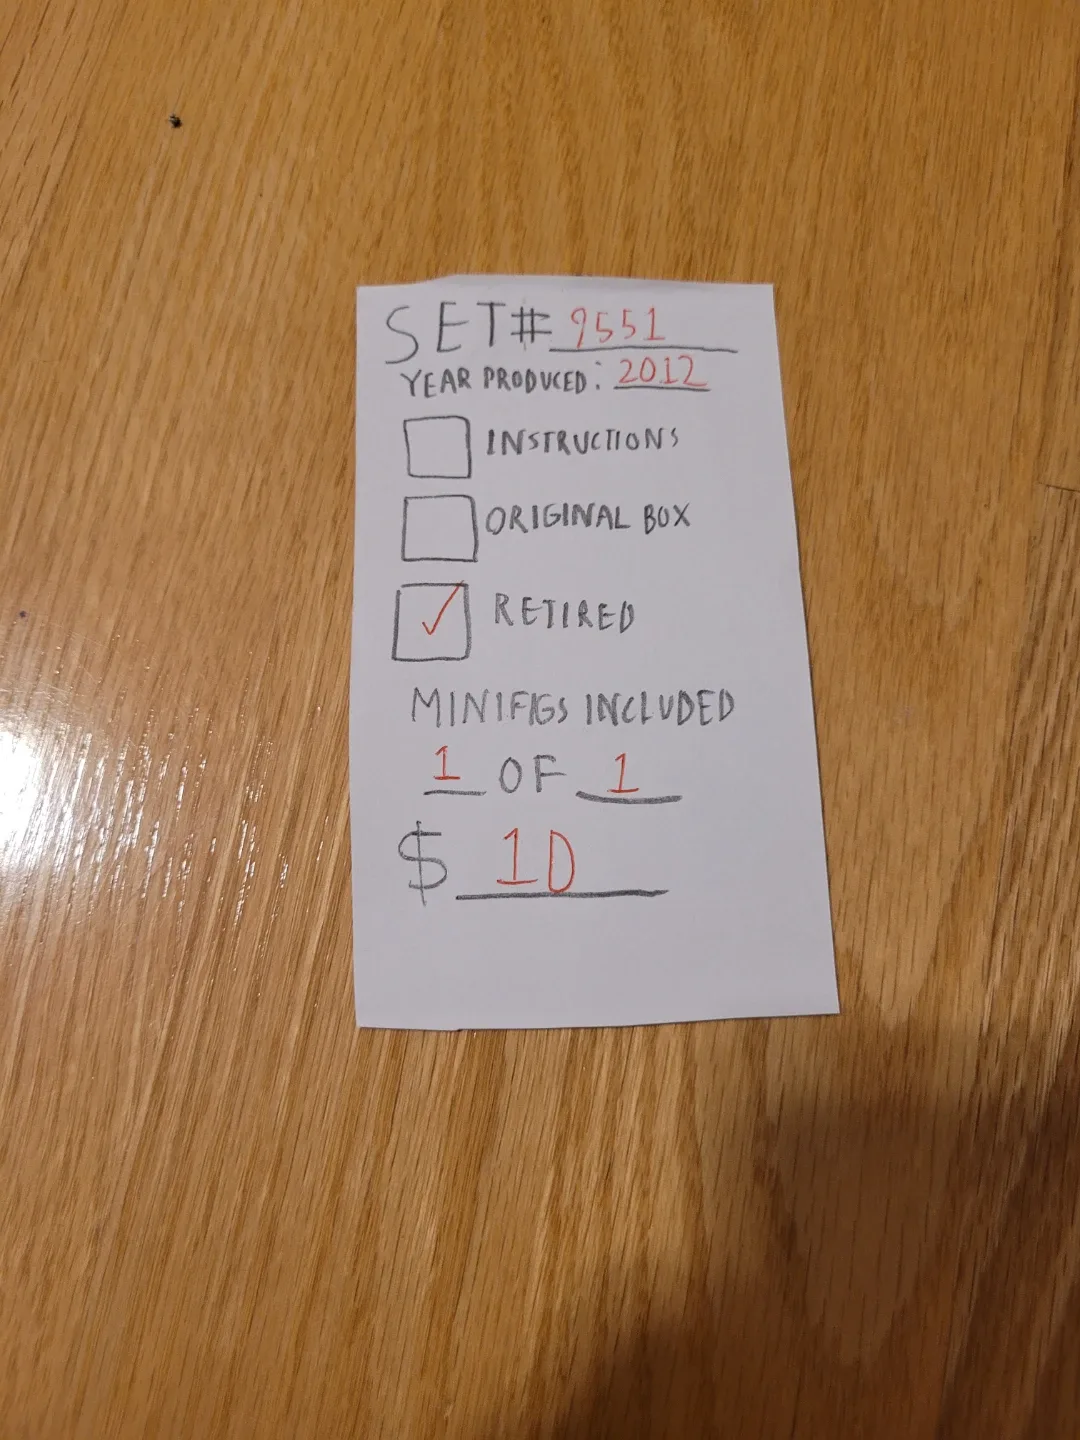 SET# 9551
YEAR PRODUCED: 2012
INSTRUCTIONS
ORIGINAL BOX
✓ RETIRED
MINIFIGS INCLUDED
1 OF 1
$ 10